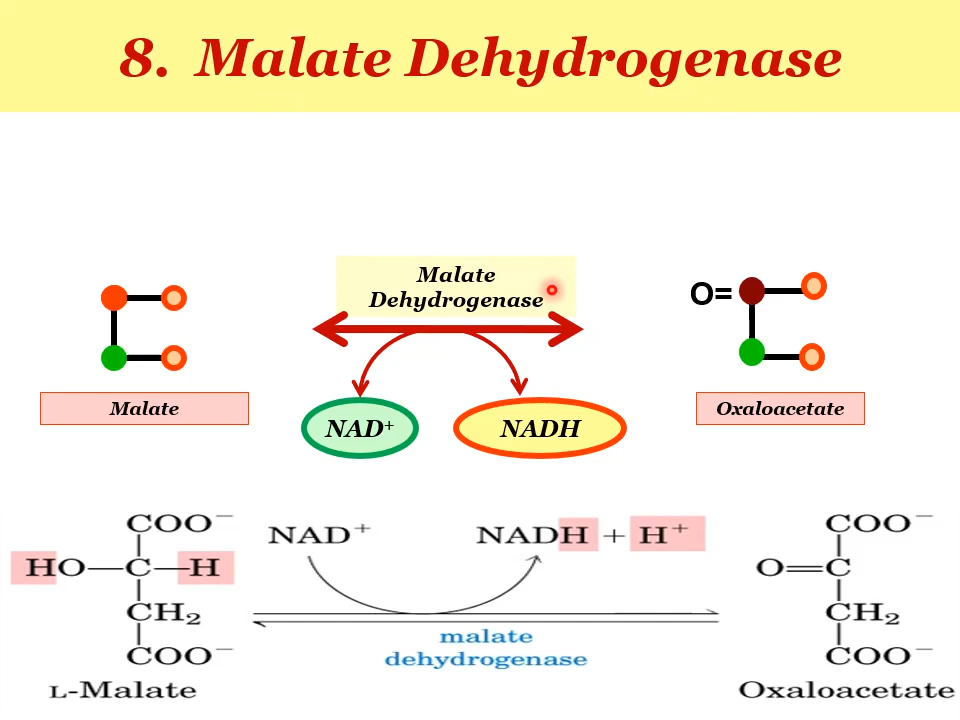 8. Malate Dehydrogenase
Malate
Dehydrogenase
O=
Malate
NAD⁺
NADH
Oxaloacetate
COO⁻
NAD⁺
NADH + H⁺
COO⁻
HO—C—H
O=C
CH₂
CH₂
malate
dehydrogenase
COO⁻
COO⁻
L-Malate
Oxaloacetate